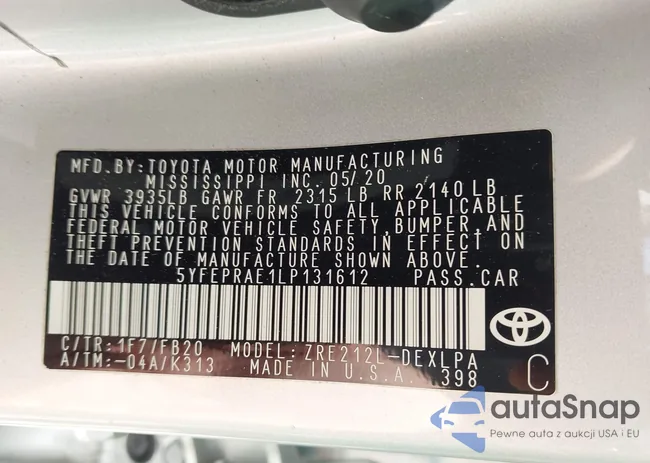 MFD. BY: TOYOTA MOTOR MANUFACTURING
MISSISSIPPI INC. 05/20
GVWR 3935LB GAWR FR 2315 LB RR 2140 LB
THIS VEHICLE CONFORMS TO ALL APPLICABLE
FEDERAL MOTOR VEHICLE SAFETY, BUMPER, AND
THEFT PREVENTION STANDARDS IN EFFECT ON
THE DATE OF MANUFACTURE SHOWN ABOVE.
5YFEPRAE1LP131612 PASS. CAR
C/TR: 1F7/FB20 MODEL: ZRE212L-DEXLPA
A/TM: -04A/K313 MADE IN U.S.A. 398
C
autaSnap
Pewne auta z aukcji USA i EU